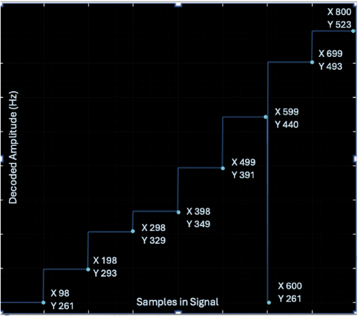 X 800
Y 523
X 699
Y 493
X 599
Y 440
X 499
Y 391
X 398
Y 349
X 298
Y 329
X 198
Y 293
X 98
Y 261
X 600
Y 261
Decoded Amplitude (Hz)
Samples in Signal